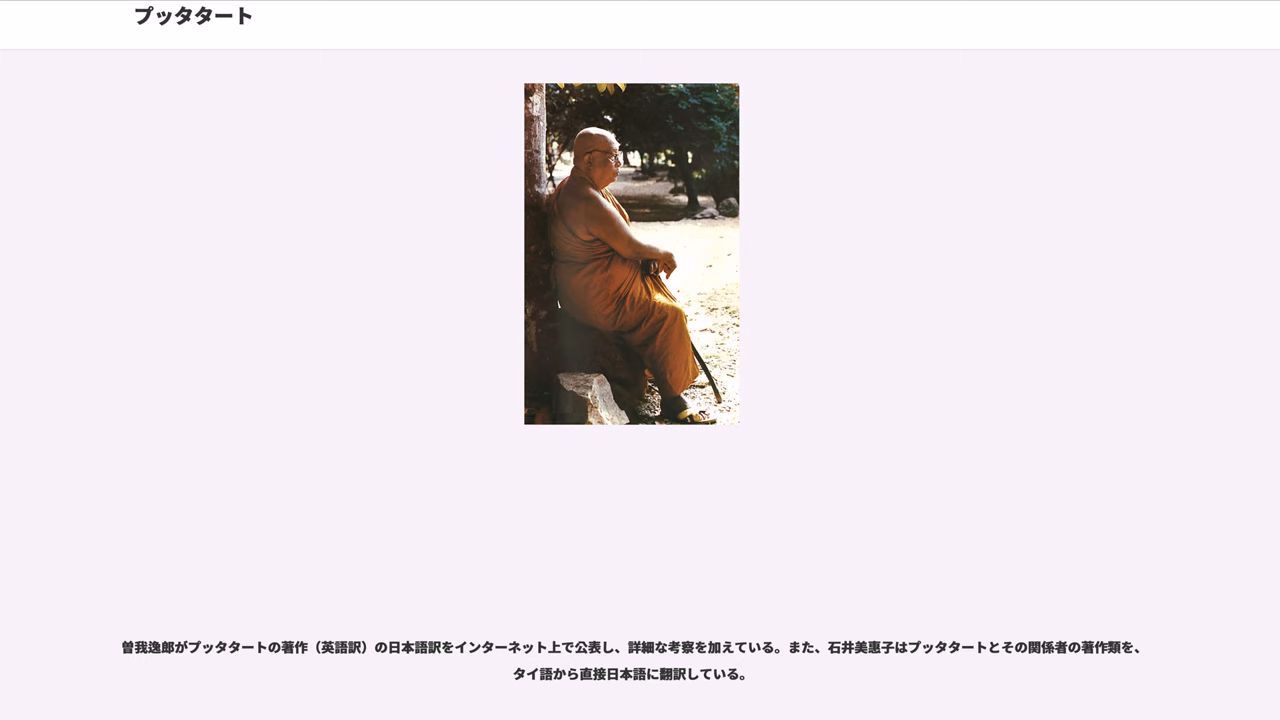 プッタタート
曽我逸郎がプッタタートの著作（英語訳）の日本語訳をインターネット上で公表し、詳細な考察を加えている。また、石井美惠子はプッタタートとその関係者の著作類を、
タイ語から直接日本語に翻訳している。